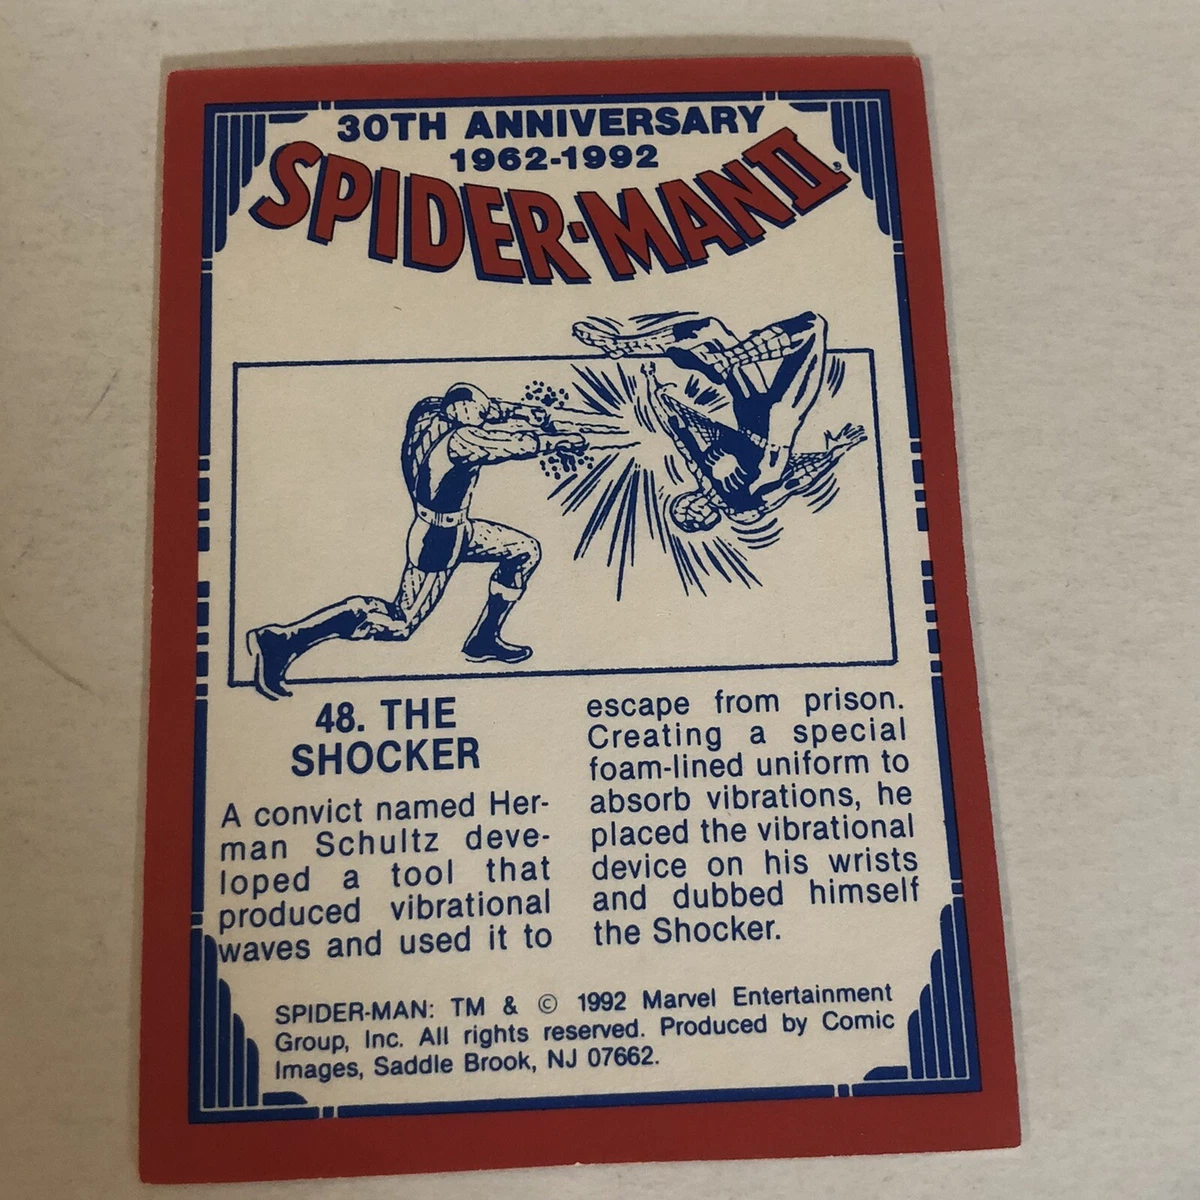 30TH ANNIVERSARY
1962-1992
SPIDER-MAN II®
48. THE
SHOCKER
A convict named Her-
man Schultz deve-
loped a tool that
produced vibrational
waves and used it to
escape from prison.
Creating a special
foam-lined uniform to
absorb vibrations, he
placed the vibrational
device on his wrists
and dubbed himself
the Shocker.
SPIDER-MAN: TM & © 1992 Marvel Entertainment
Group, Inc. All rights reserved. Produced by Comic
Images, Saddle Brook, NJ 07662.